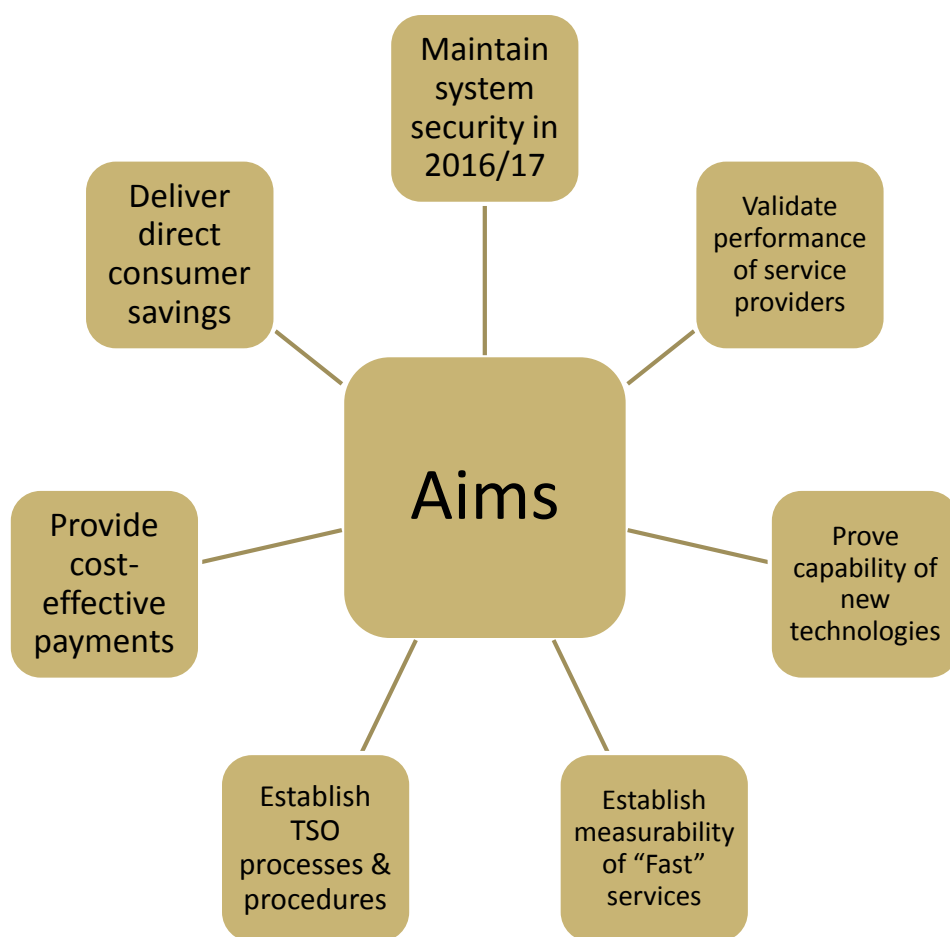 Maintain
system
security in
2016/17
Validate
performance
of service
providers
Prove
capability of
new
technologies
Establish
measurability
of “Fast”
services
Establish
TSO
processes &
procedures
Provide
cost-
effective
payments
Deliver
direct
consumer
savings
Aims